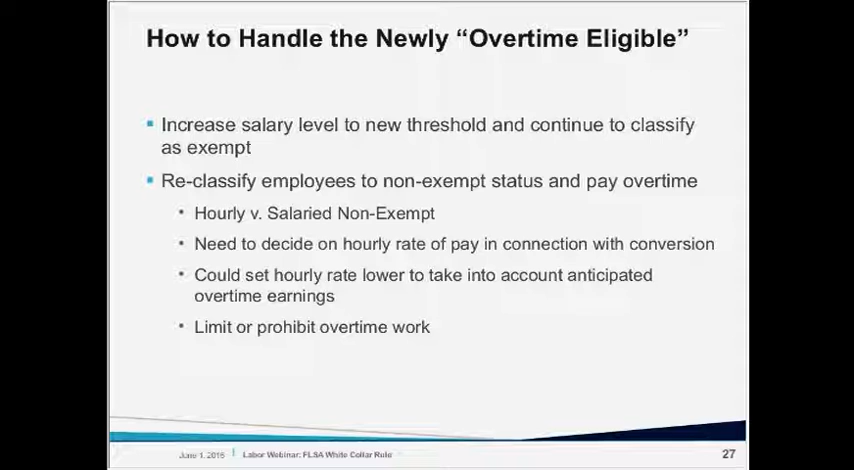 How to Handle the Newly “Overtime Eligible”
▪ Increase salary level to new threshold and continue to classify
as exempt
▪ Re-classify employees to non-exempt status and pay overtime
• Hourly v. Salaried Non-Exempt
• Need to decide on hourly rate of pay in connection with conversion
• Could set hourly rate lower to take into account anticipated
overtime earnings
• Limit or prohibit overtime work
June 1, 2016 | Labor Webinar: FLSA White Collar Rule 27